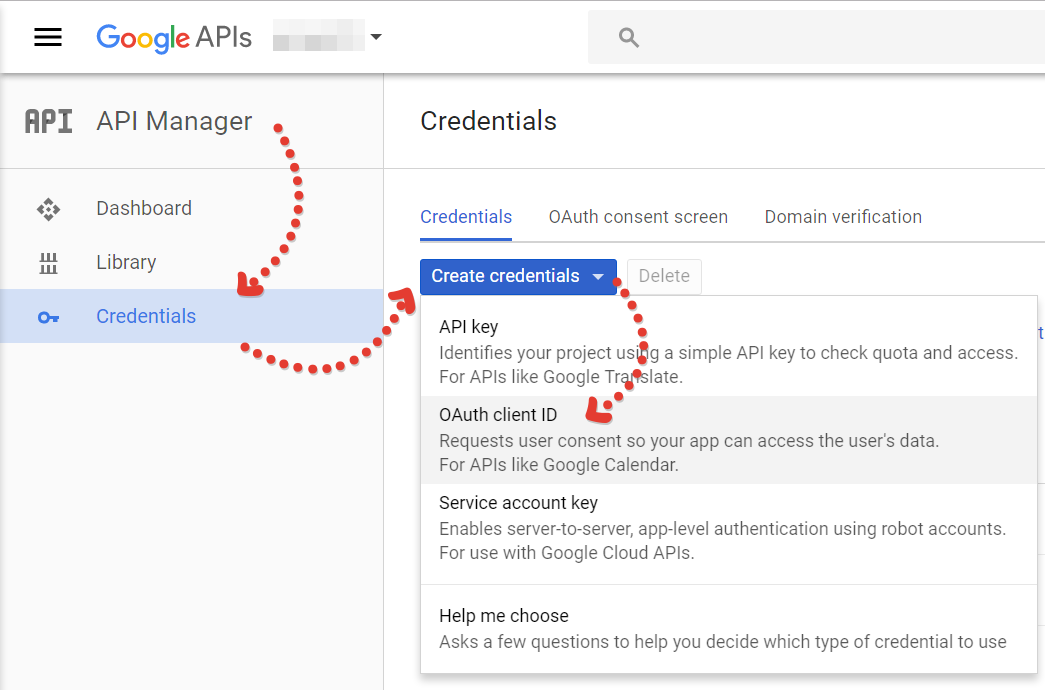 Google APIs
API API Manager
Credentials
Dashboard
Library
Credentials
Credentials OAuth consent screen Domain verification
Create credentials Delete
API key
Identifies your project using a simple API key to check quota and access.
For APIs like Google Translate.
OAuth client ID
Requests user consent so your app can access the user's data.
For APIs like Google Calendar.
Service account key
Enables server-to-server, app-level authentication using robot accounts.
For use with Google Cloud APIs.
Help me choose
Asks a few questions to help you decide which type of credential to use